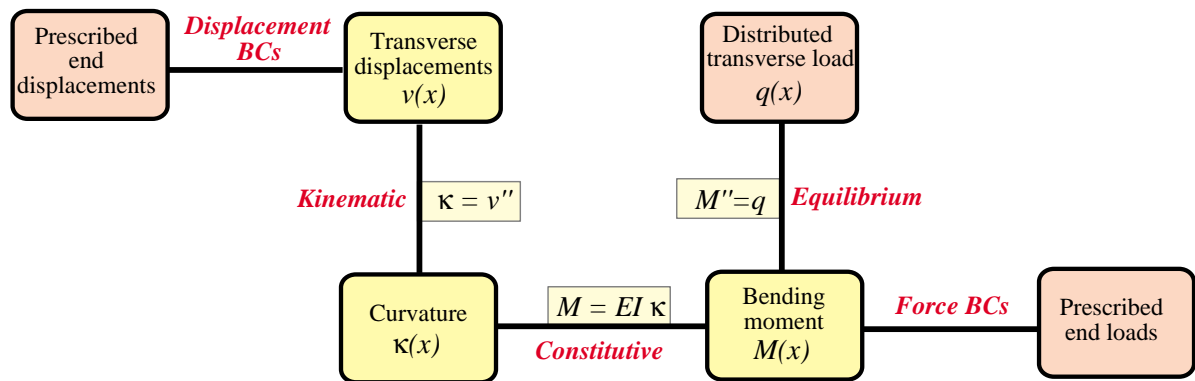 Prescribed
end
displacements
Displacement
BCs
Transverse
displacements
v(x)
Distributed
transverse load
q(x)
Kinematic
κ = v''
M''=q
Equilibrium
Curvature
κ(x)
M = EI κ
Constitutive
Bending
moment
M(x)
Force BCs
Prescribed
end loads